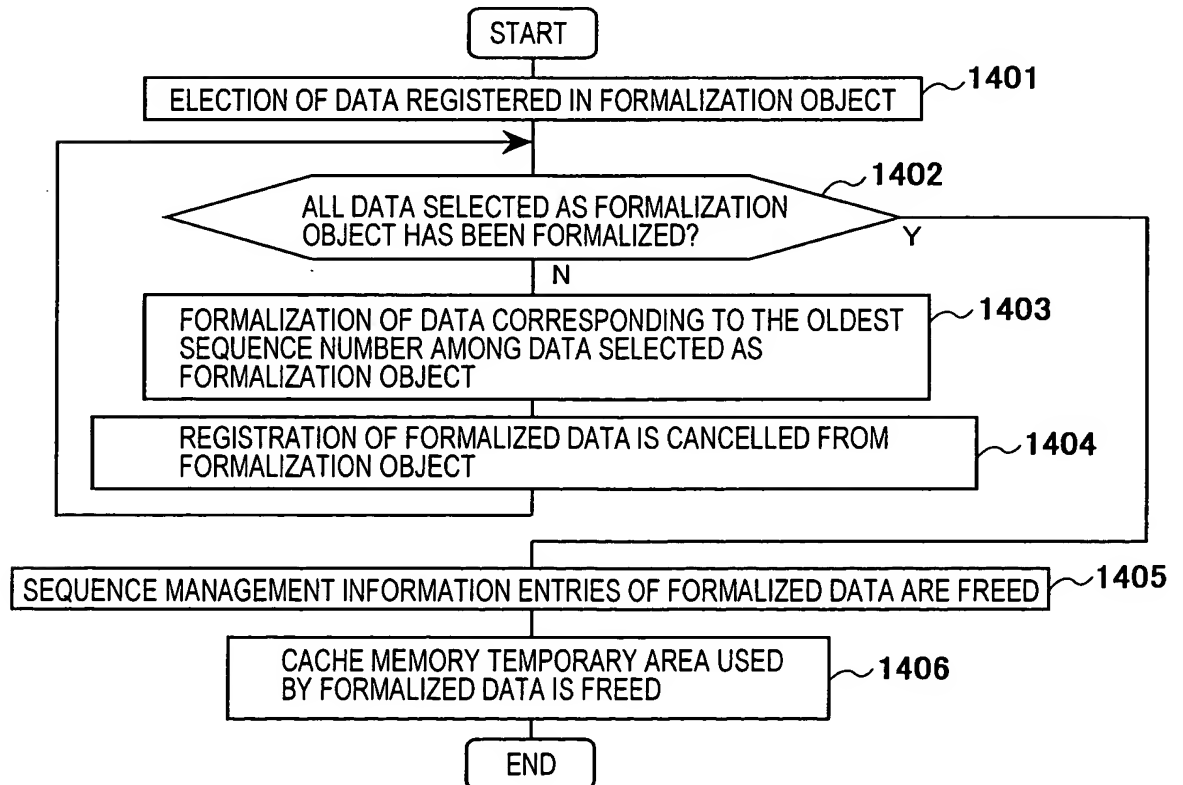 START
ELECTION OF DATA REGISTERED IN FORMALIZATION OBJECT
1401
1402
ALL DATA SELECTED AS FORMALIZATION
OBJECT HAS BEEN FORMALIZED?
Y
N
FORMALIZATION OF DATA CORRESPONDING TO THE OLDEST
SEQUENCE NUMBER AMONG DATA SELECTED AS
FORMALIZATION OBJECT
1403
REGISTRATION OF FORMALIZED DATA IS CANCELLED FROM
FORMALIZATION OBJECT
1404
SEQUENCE MANAGEMENT INFORMATION ENTRIES OF FORMALIZED DATA ARE FREED
1405
CACHE MEMORY TEMPORARY AREA USED
BY FORMALIZED DATA IS FREED
1406
END